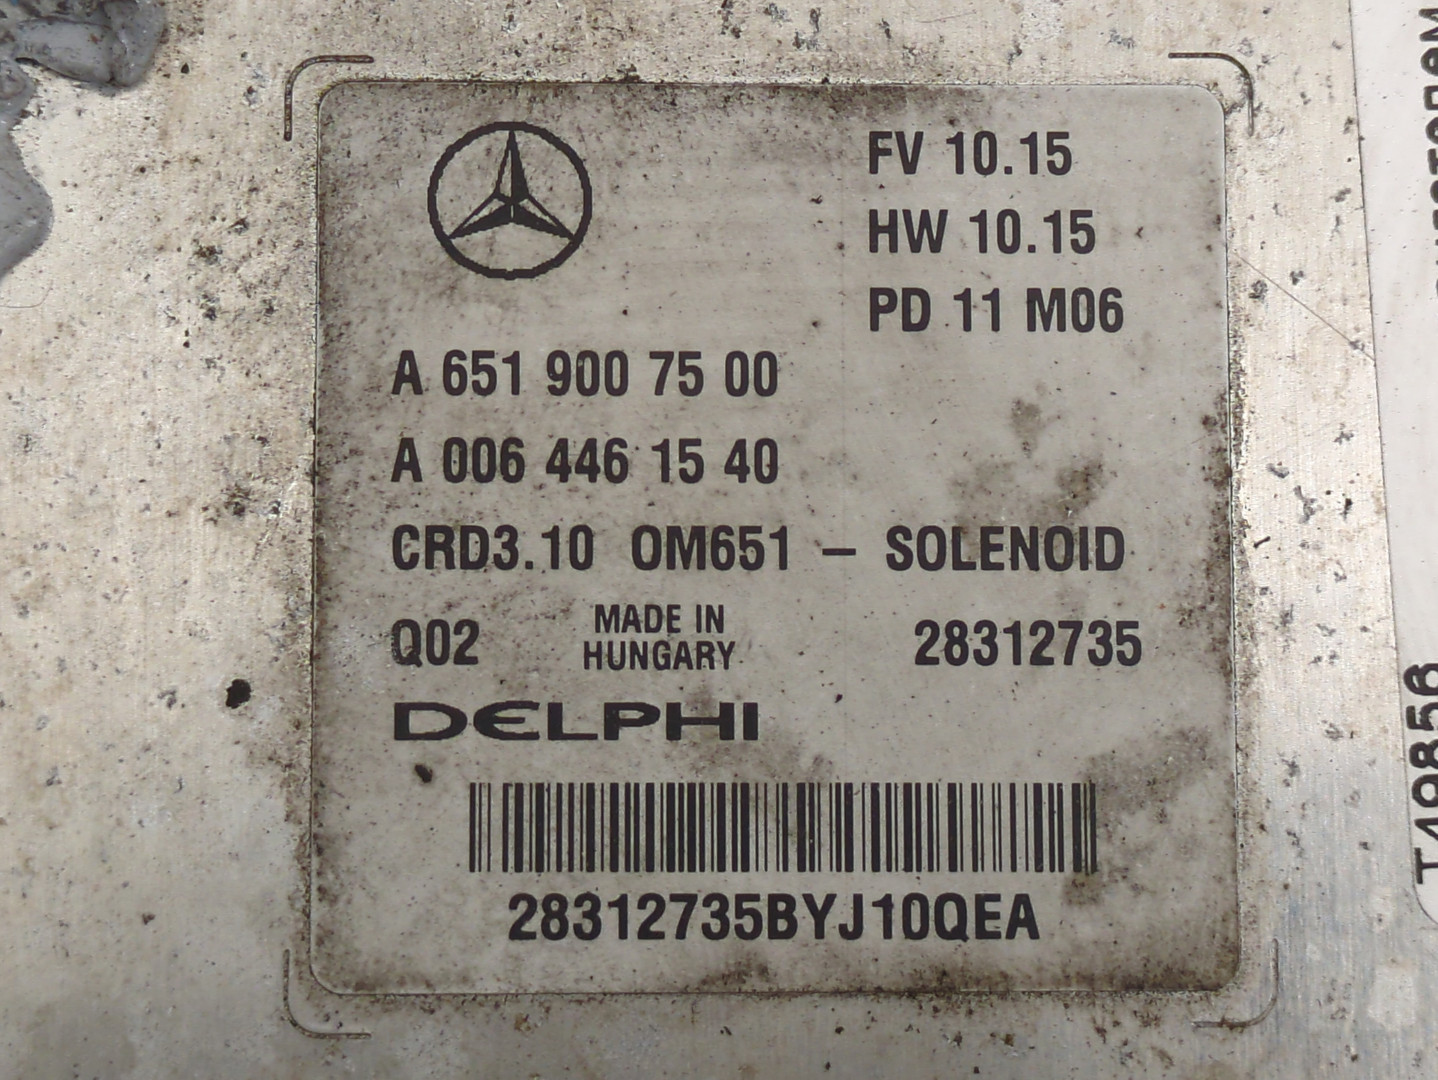 FV 10.15
HW 10.15
PD 11 M06
A 651 900 75 00
A 006 446 15 40
CRD3.10 OM651 – SOLENOID
Q02 MADE IN HUNGARY 28312735
DELPHI
28312735BYJ10QEA
T49856